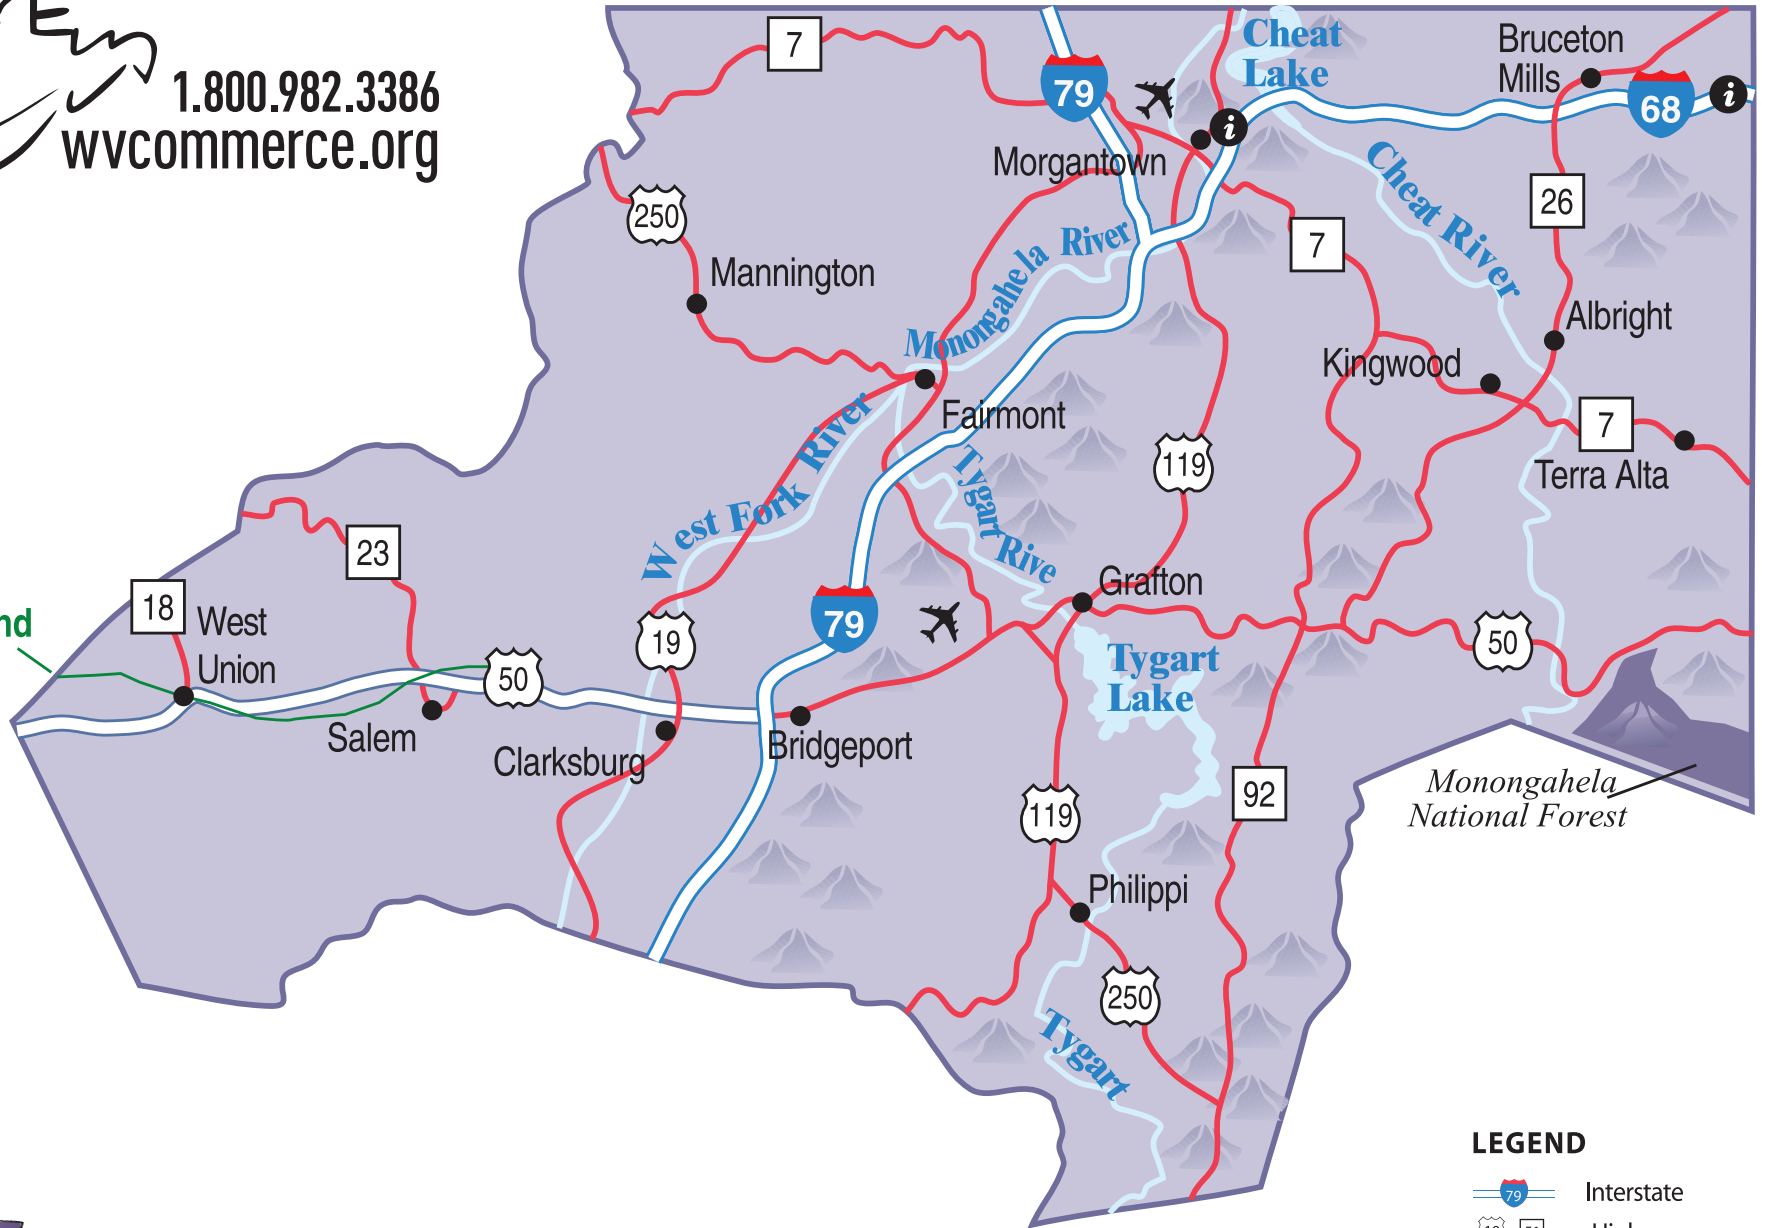 1.800.982.3386
wvcommerce.org
7
79
Cheat
Lake
Bruceton
Mills
68
i
i
Morgantown
Cheat River
250
26
7
Mannington
Monongahela River
Albright
Kingwood
Fairmont
West Fork River
7
119
Terra Alta
Tygart Rive
23
18
West
Union
nd
Grafton
79
19
50
50
Tygart
Lake
Salem
Clarksburg
Bridgeport
119
92
Monongahela
National Forest
Philippi
250
Tygart
LEGEND
79
Interstate